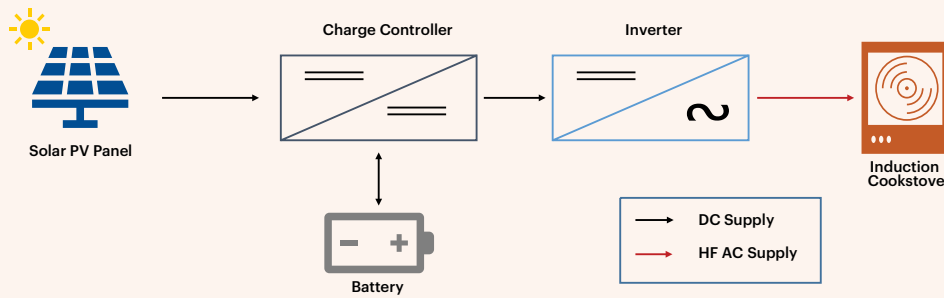 Charge Controller
Inverter
Solar PV Panel
Induction
Cookstove
Battery
DC Supply
HF AC Supply